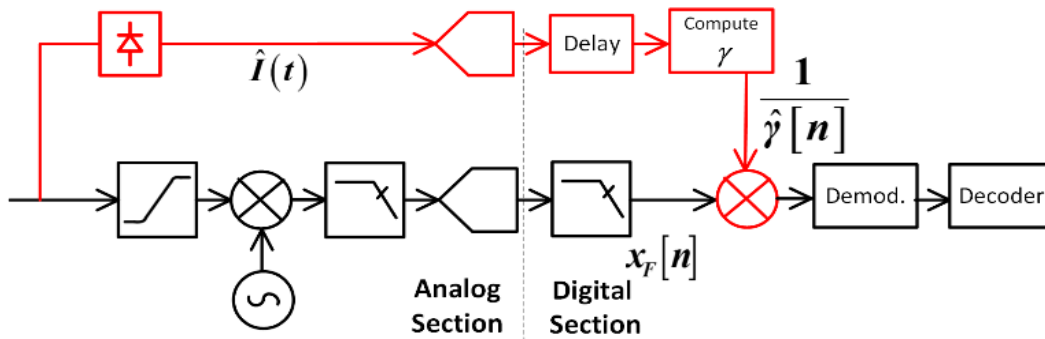 Î(t)
Delay
Compute
γ
1
γ̂[n]
Demod.
Decoder
x_F[n]
Analog
Section
Digital
Section